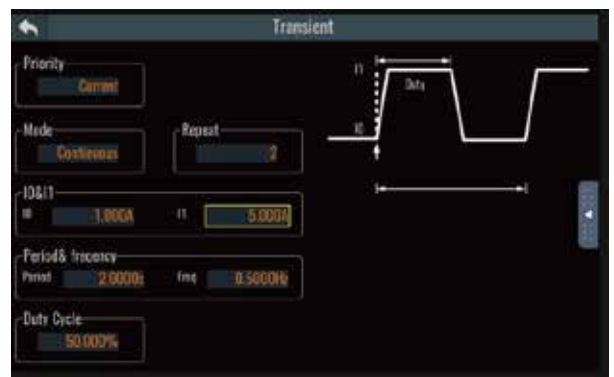 Transient
Priority
Current
Mode
Continuous
Repeat
2
I0&I1
I0 1.000A I1 5.000A
Period& frecency
Period 2.0000s freq 0.5000Hz
Duty Cycle
50.000%
I1
Duty
I0